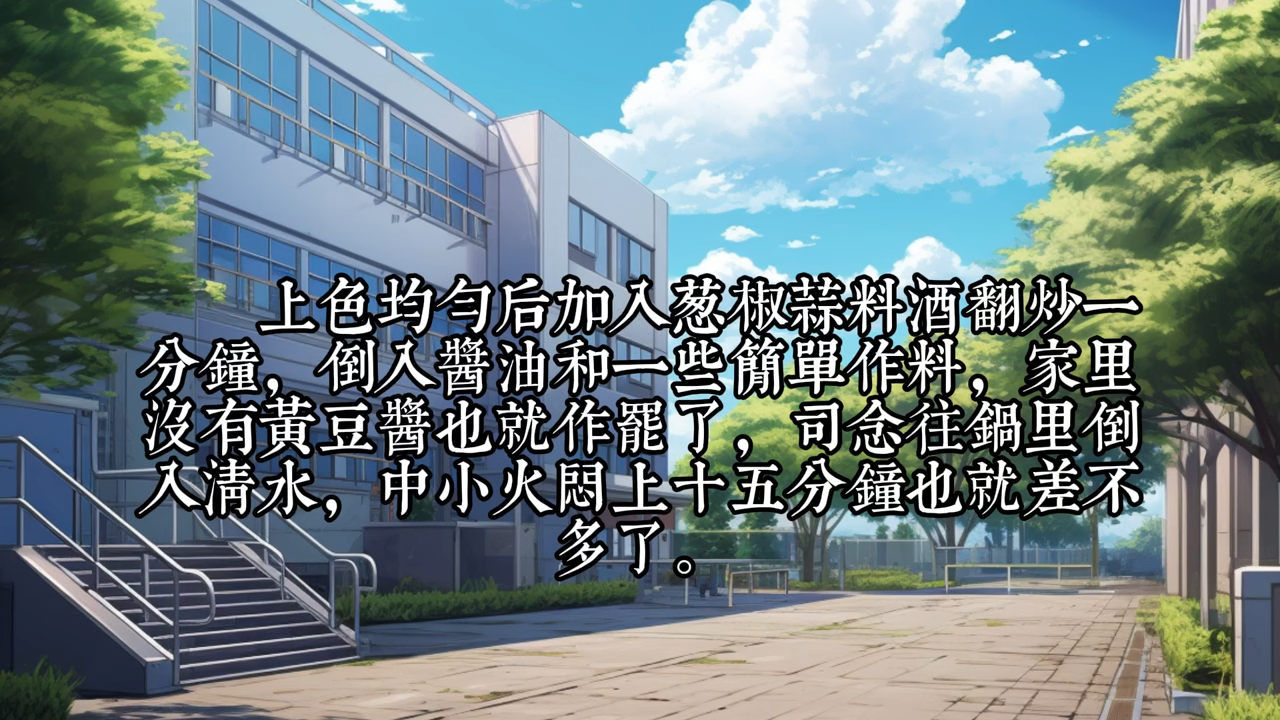 上色均勻后加入葱椒蒜料酒翻炒一
分鐘，倒入醬油和一些簡單作料，家里
沒有黃豆醬也就作罷了，司念往鍋里倒
入清水，中小火悶上十五分鐘也就差不
多了。